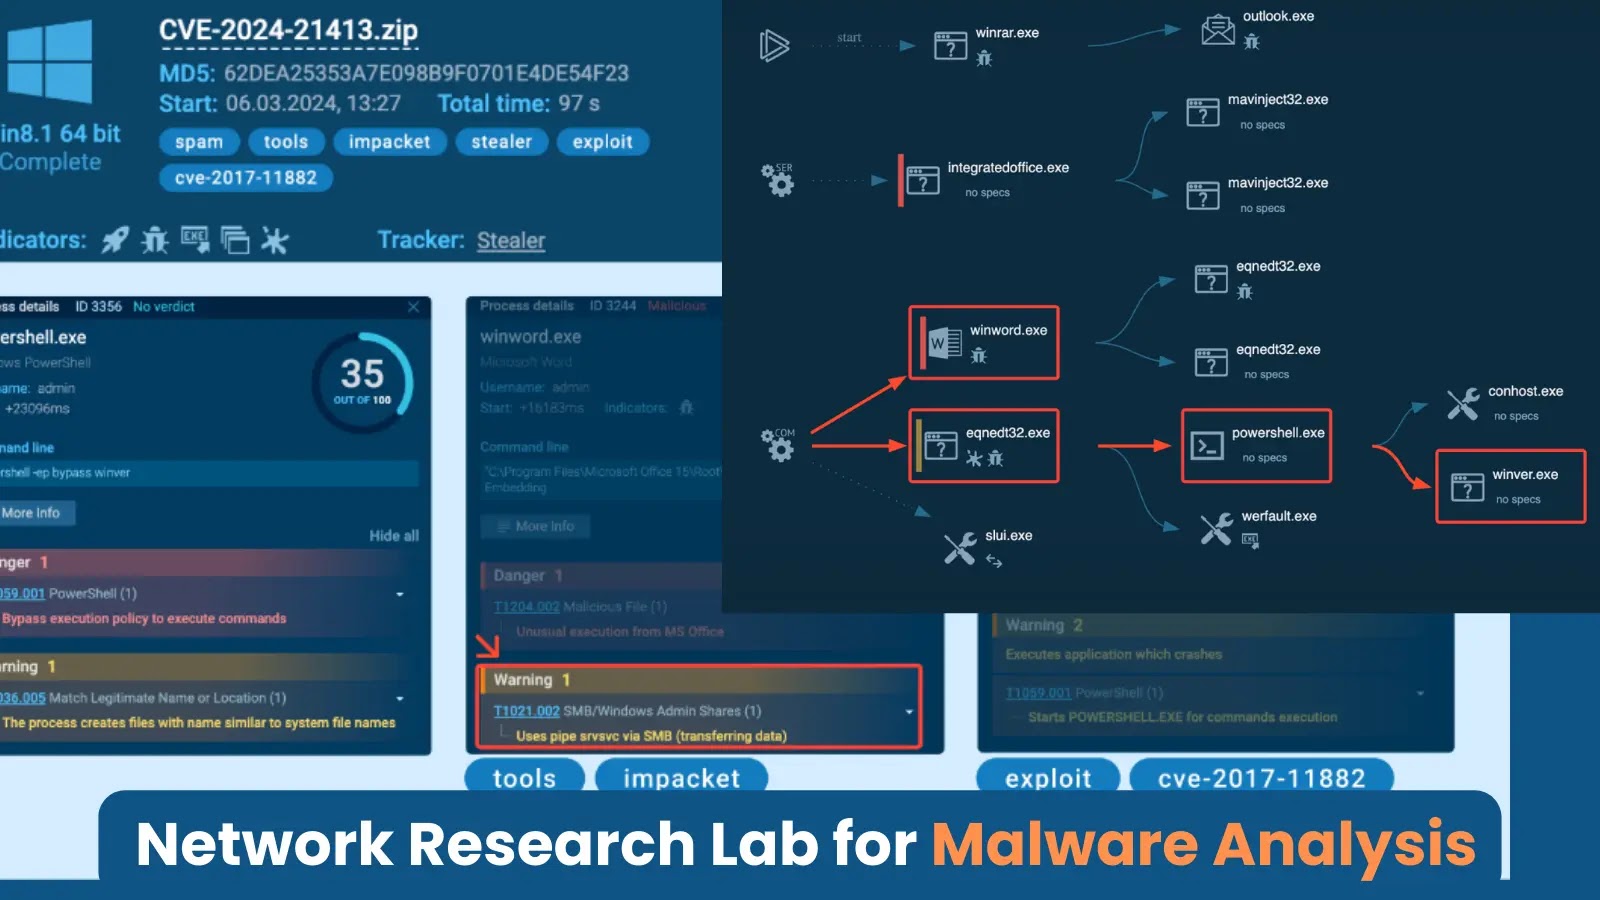 CVE-2024-21413.zip
MD5: 62DEA25353A7E098B9F0701E4DE54F23
Start: 06.03.2024, 13:27 Total time: 97 s
in8.1 64 bit
Complete
spam tools impacket stealer exploit
cve-2017-11882
dicators: EXE Tracker: Stealer
start
winrar.exe
outlook.exe
mavinject32.exe
no specs
SER
integratedoffice.exe
no specs
mavinject32.exe
no specs
eqnedt32.exe
W winword.exe
eqnedt32.exe
no specs
COM
eqnedt32.exe
powershell.exe
no specs
conhost.exe
no specs
winver.exe
no specs
werfault.exe
EXE
slui.exe
ess details ID 3356 No verdict
ershell.exe
ows PowerShell
name: admin
+23096ms
35
OUT OF 100
mand line
rshell -ep bypass winver
More Info
Hide all
nger 1
059.001 PowerShell (1)
Bypass execution policy to execute commands
rning 1
036.005 Match Legitimate Name or Location (1)
The process creates files with name similar to system file names
Process details ID 3244 Malicious
winword.exe
Microsoft Word
Username: admin
Start: +16183ms Indicators:
Command line
"C:\Program Files\Microsoft Office 15\Root\
Embedding
More Info
Danger 1
T1204.002 Malicious File (1)
Unusual execution from MS Office
Warning 1
T1021.002 SMB/Windows Admin Shares (1)
Uses pipe srvsvc via SMB (transferring data)
Warning 2
Executes application which crashes
T1059.001 PowerShell (1)
Starts POWERSHELL.EXE for commands execution
tools impacket
exploit cve-2017-11882
Network Research Lab for Malware Analysis